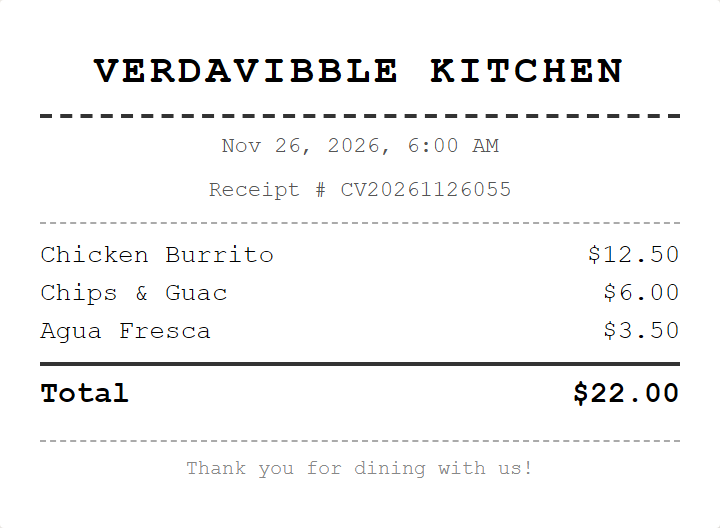 VERDAVIBBLE KITCHEN
Nov 26, 2026, 6:00 AM
Receipt # CV20261126055
Chicken Burrito $12.50
Chips & Guac $6.00
Agua Fresca $3.50
Total $22.00
Thank you for dining with us!